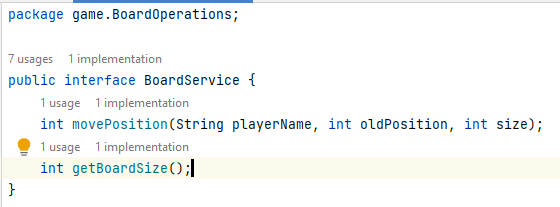 package game.BoardOperations;
7 usages   1 implementation
public interface BoardService {
1 usage   1 implementation
int movePosition(String playerName, int oldPosition, int size);
1 usage   1 implementation
int getBoardSize();
}